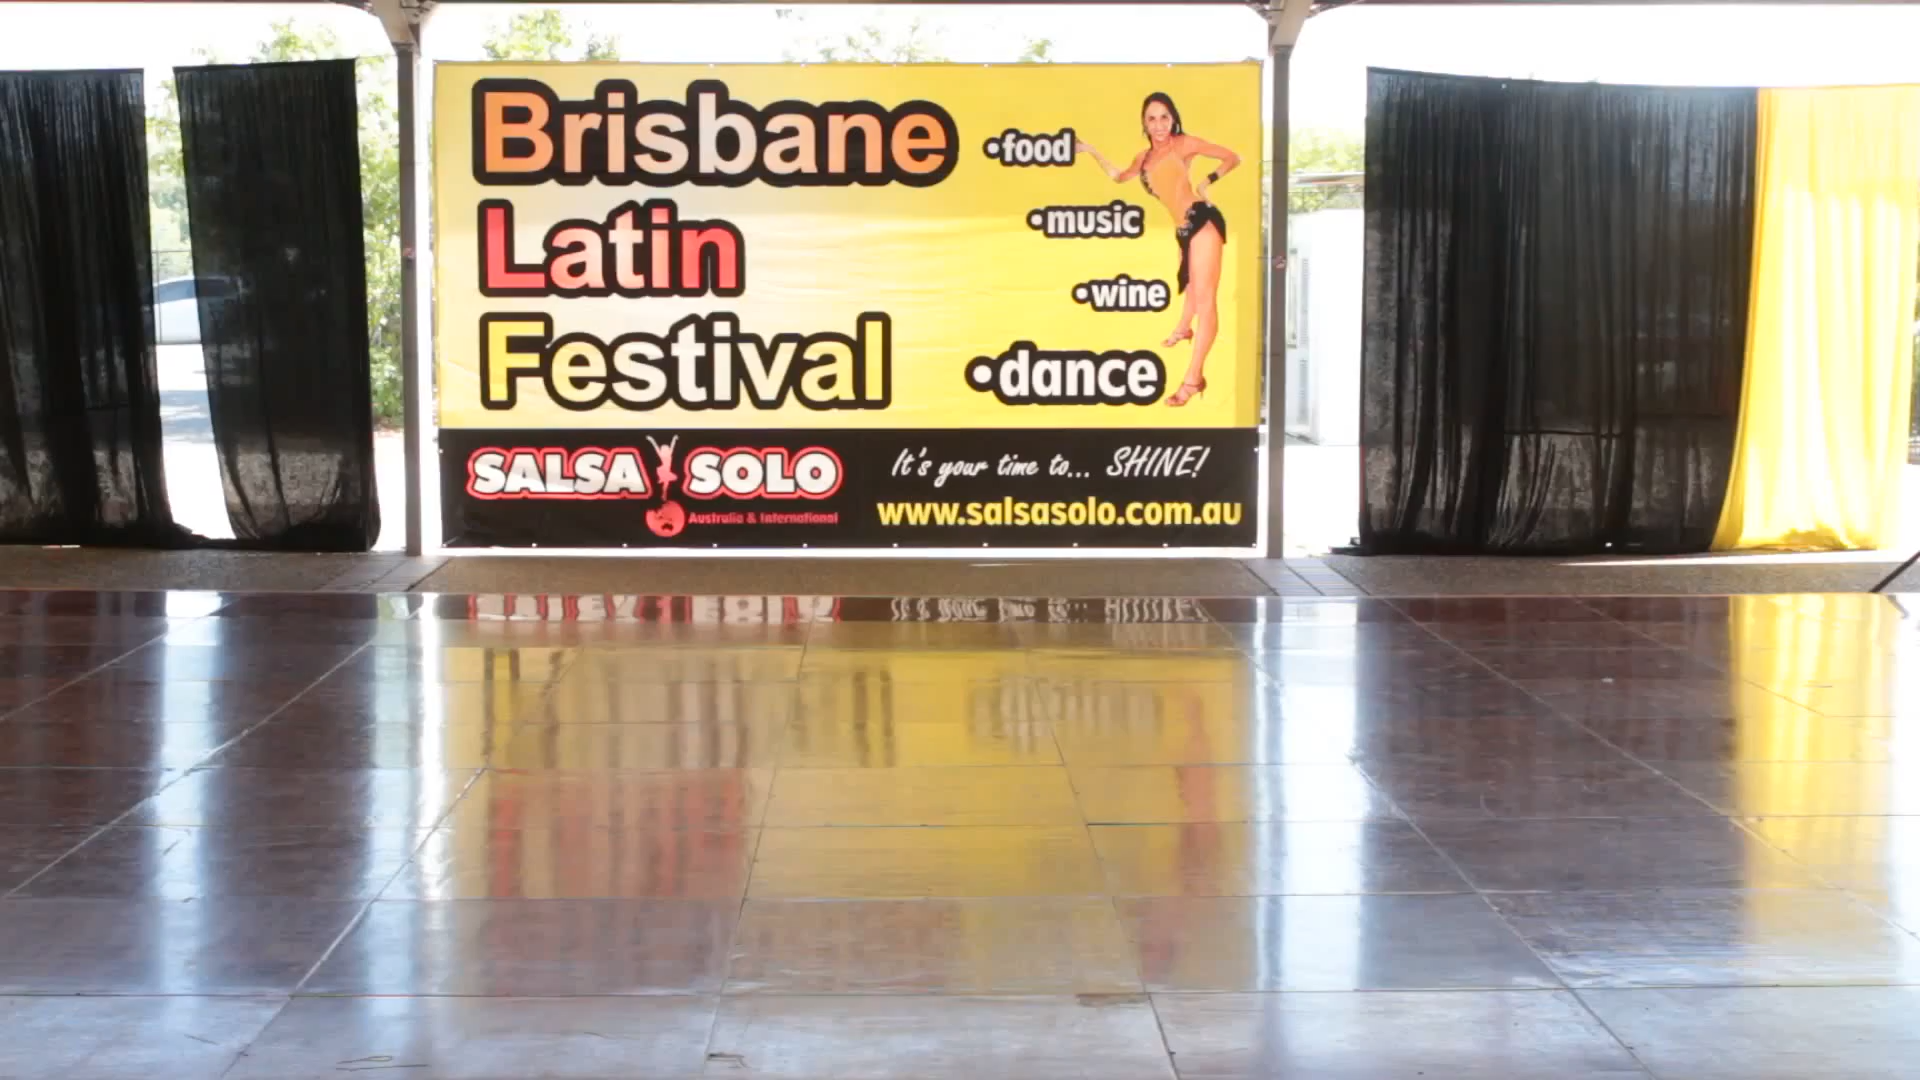 Brisbane
Latin
Festival
•food
•music
•wine
•dance
SALSA SOLO
Australia & International
It's your time to... SHINE!
www.salsasolo.com.au